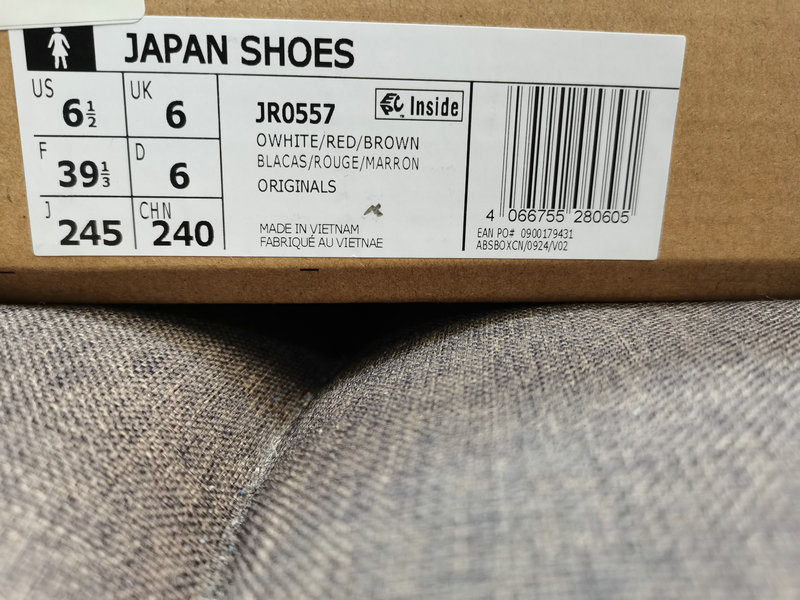 JAPAN SHOES
US 6½ UK 6
F 39⅓ D 6
J 245 CHN 240
JR0557
EPC Inside
OWHITE/RED/BROWN
BLACAS/ROUGE/MARRON
ORIGINALS
MADE IN VIETNAM
FABRIQUÉ AU VIETNAE
4 066755 280605
EAN PO# 0900179431
ABSBOXCN/0924/V02